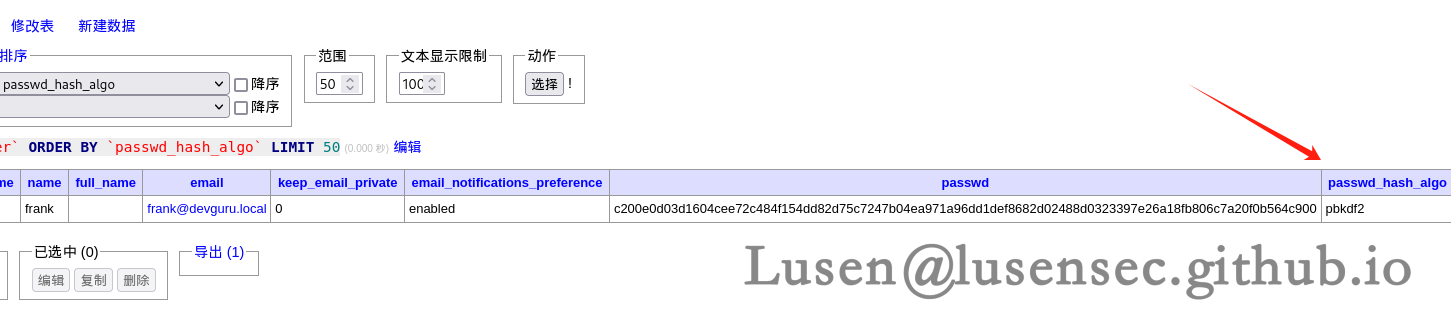 修改表 新建数据
排序 范围 文本显示限制 动作
passwd_hash_algo 降序 50 100 选择 !
降序
er` ORDER BY `passwd_hash_algo` LIMIT 50 (0.000 秒) 编辑
me name full_name email keep_email_private email_notifications_preference passwd passwd_hash_algo
frank frank@devguru.local 0 enabled c200e0d03d1604cee72c484f154dd82d75c7247b04ea971a96dd1def8682d02488d0323397e26a18fb806c7a20f0b564c900 pbkdf2
已选中 (0) 导出 (1)
编辑 复制 删除
Lusen@lusensec.github.io